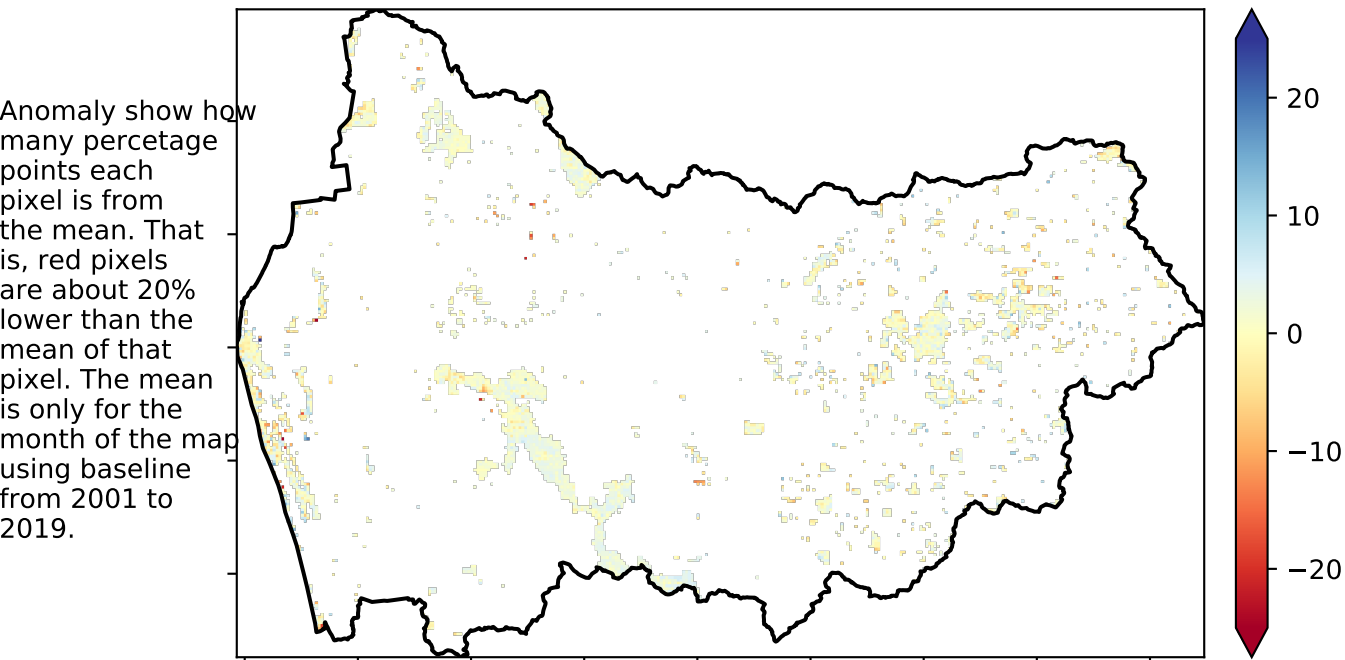 Anomaly show how
many percetage
points each
pixel is from
the mean. That
is, red pixels
are about 20%
lower than the
mean of that
pixel. The mean
is only for the
month of the map
using baseline
from 2001 to
2019.
20
10
0
−10
−20